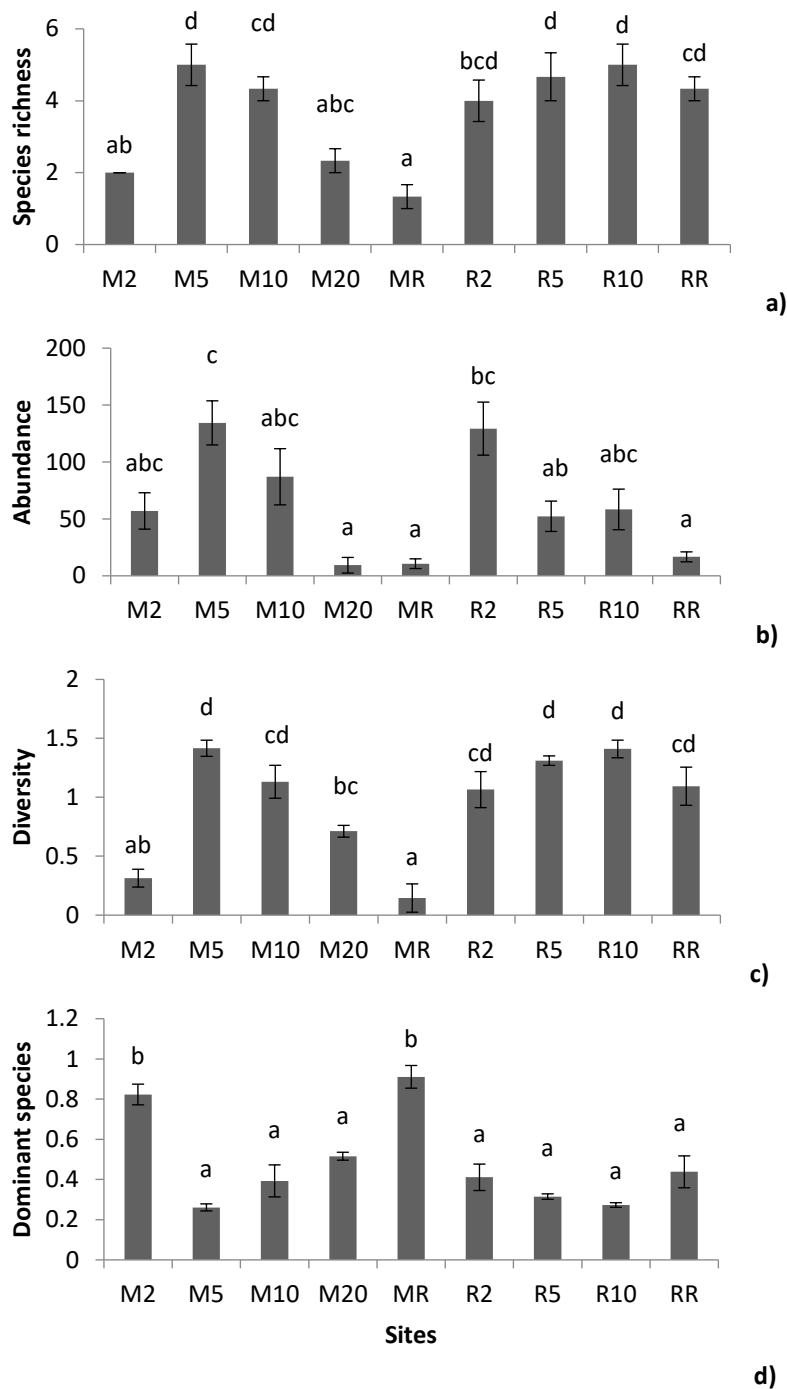 6
4
2
0
Species richness
ab
d
cd
abc
a
bcd
d
d
cd
M2 M5 M10 M20 MR R2 R5 R10 RR
a)
200
150
100
50
0
Abundance
abc
c
abc
a
a
bc
ab
abc
a
M2 M5 M10 M20 MR R2 R5 R10 RR
b)
2
1.5
1
0.5
0
Diversity
ab
d
cd
bc
a
cd
d
d
cd
M2 M5 M10 M20 MR R2 R5 R10 RR
c)
1.2
1
0.8
0.6
0.4
0.2
0
Dominant species
b
a
a
a
b
a
a
a
a
M2 M5 M10 M20 MR R2 R5 R10 RR
Sites
d)